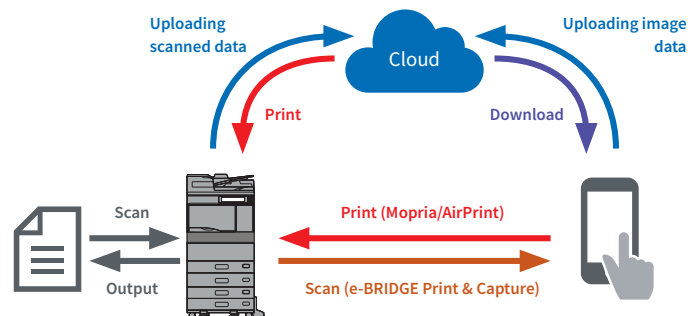 Uploading
scanned data
Uploading image
data
Cloud
Print
Download
Scan
Print (Mopria/AirPrint)
Output
Scan (e-BRIDGE Print & Capture)